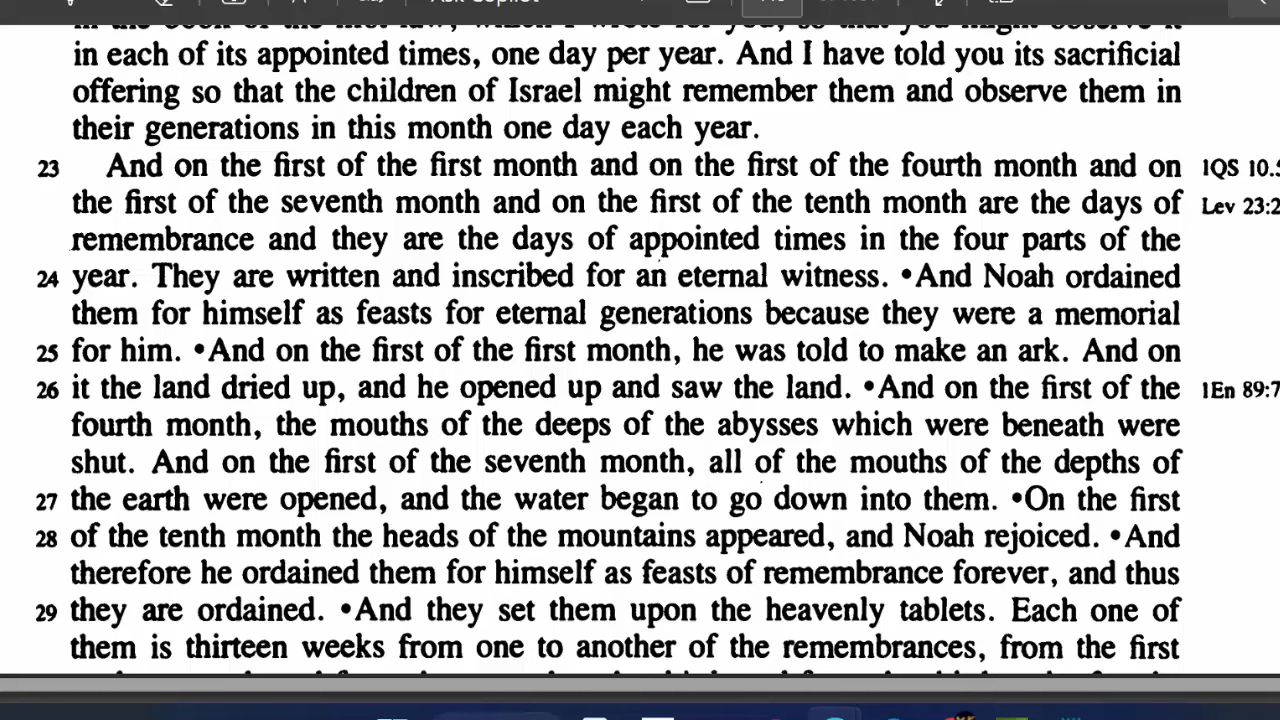 in each of its appointed times, one day per year. And I have told you its sacrificial
offering so that the children of Israel might remember them and observe them in
their generations in this month one day each year.
23 And on the first of the first month and on the first of the fourth month and on 1QS 10.5
the first of the seventh month and on the first of the tenth month are the days of Lev 23:2
remembrance and they are the days of appointed times in the four parts of the
24 year. They are written and inscribed for an eternal witness. •And Noah ordained
them for himself as feasts for eternal generations because they were a memorial
25 for him. •And on the first of the first month, he was told to make an ark. And on
26 it the land dried up, and he opened up and saw the land. •And on the first of the 1En 89:7
fourth month, the mouths of the deeps of the abysses which were beneath were
shut. And on the first of the seventh month, all of the mouths of the depths of
27 the earth were opened, and the water began to go down into them. •On the first
28 of the tenth month the heads of the mountains appeared, and Noah rejoiced. •And
therefore he ordained them for himself as feasts of remembrance forever, and thus
29 they are ordained. •And they set them upon the heavenly tablets. Each one of
them is thirteen weeks from one to another of the remembrances, from the first